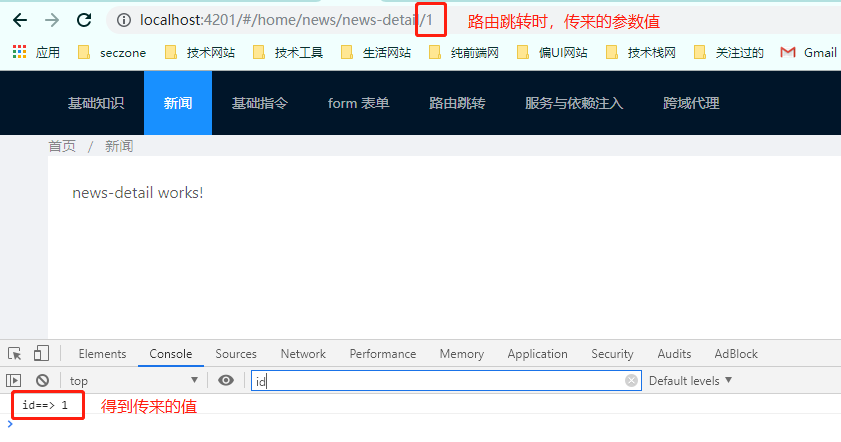 localhost:4201/#/home/news/news-detail/1 路由跳转时，传来的参数值
应用 seczone 技术网站 技术工具 生活网站 纯前端网 偏UI网站 技术栈网 关注过的 Gmail
基础知识 新闻 基础指令 form 表单 路由跳转 服务与依赖注入 跨域代理
首页 / 新闻
news-detail works!
Elements Console Sources Network Performance Memory Application Security Audits AdBlock
top id Default levels
id==> 1 得到传来的值